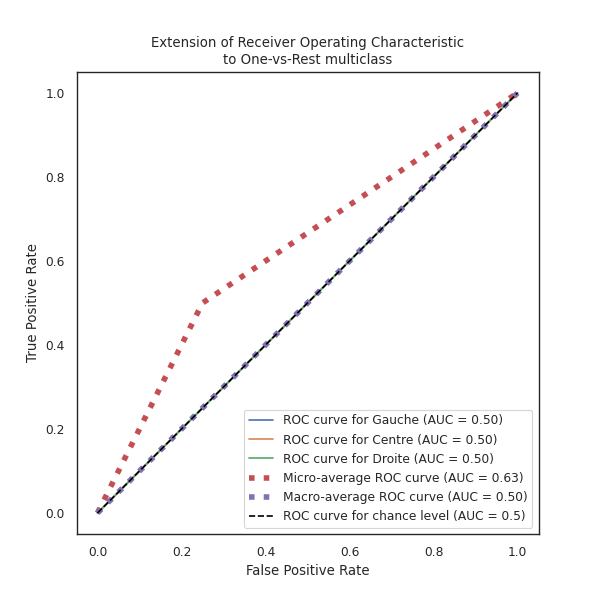 Extension of Receiver Operating Characteristic
to One-vs-Rest multiclass
True Positive Rate
1.0
0.8
0.6
0.4
0.2
0.0
ROC curve for Gauche (AUC = 0.50)
ROC curve for Centre (AUC = 0.50)
ROC curve for Droite (AUC = 0.50)
Micro-average ROC curve (AUC = 0.63)
Macro-average ROC curve (AUC = 0.50)
ROC curve for chance level (AUC = 0.5)
0.0 0.2 0.4 0.6 0.8 1.0
False Positive Rate